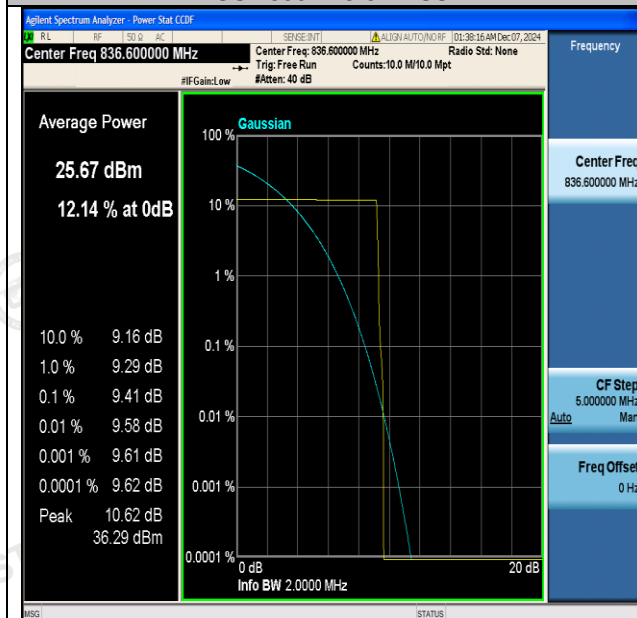 Agilent Spectrum Analyzer - Power Stat CCDF
RL RF 50 Ω AC SENSE:INT ALIGN AUTO/NO RF 01:38:16 AM Dec 07, 2024
Center Freq 836.600000 MHz
Center Freq: 836.600000 MHz Radio Std: None
Trig: Free Run Counts:10.0 M/10.0 Mpt
#IFGain:Low #Atten: 40 dB
Frequency
Center Freq
836.600000 MHz
CF Step
5.000000 MHz
Auto Man
Freq Offset
0 Hz
Average Power
25.67 dBm
12.14 % at 0dB
10.0 % 9.16 dB
1.0 % 9.29 dB
0.1 % 9.41 dB
0.01 % 9.58 dB
0.001 % 9.61 dB
0.0001 % 9.62 dB
Peak 10.62 dB
36.29 dBm
Gaussian
100 %
10 %
1 %
0.1 %
0.01 %
0.001 %
0.0001 %
0 dB 20 dB
Info BW 2.0000 MHz
MSG STATUS